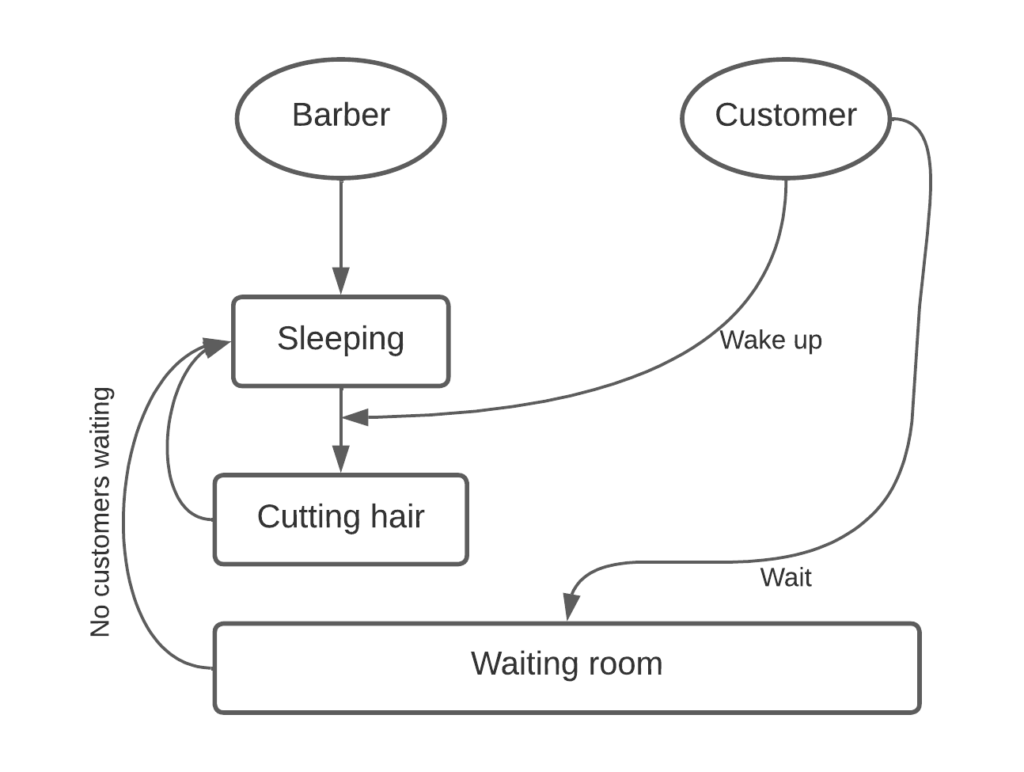 Barber
Customer
Sleeping
Wake up
No customers waiting
Cutting hair
Wait
Waiting room